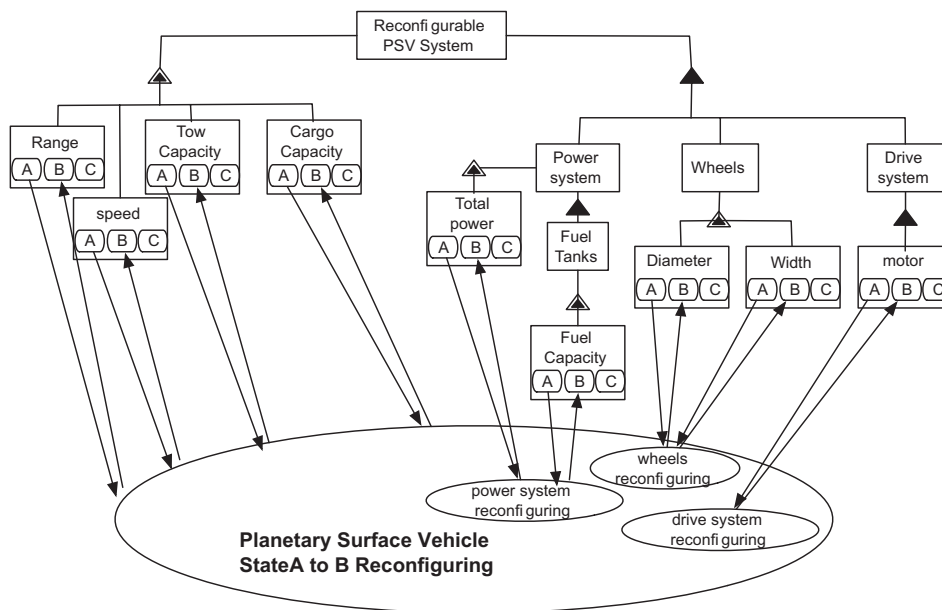 Reconfi gurable
PSV System
Range
A B C
speed
A B C
Tow
Capacity
A B C
Cargo
Capacity
A B C
Power
system
Wheels
Drive
system
Total
power
A B C
Fuel
Tanks
Diameter
A B C
Width
A B C
motor
A B C
Fuel
Capacity
A B C
wheels
reconfi guring
power system
reconfi guring
drive system
reconfi guring
Planetary Surface Vehicle
StateA to B Reconfiguring